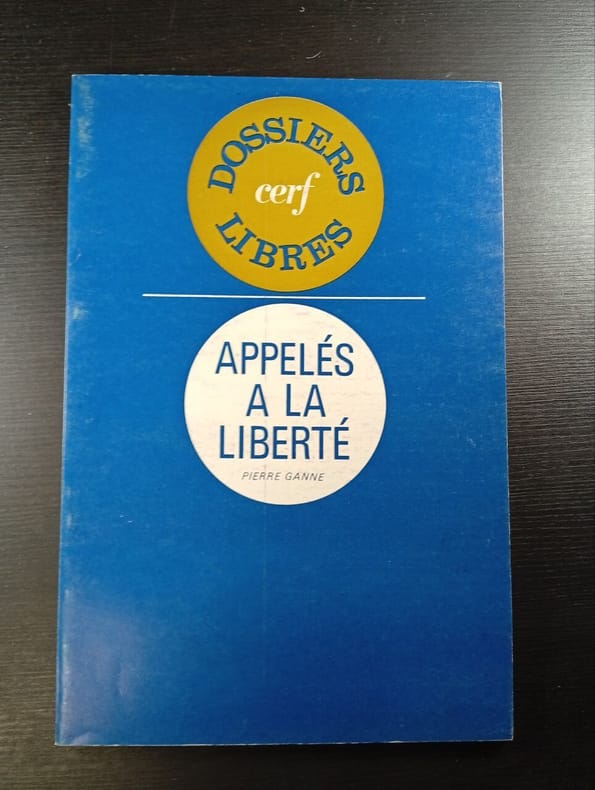 DOSSIERS
cerf
LIBRES
APPELÉS
A LA
LIBERTÉ
PIERRE GANNE